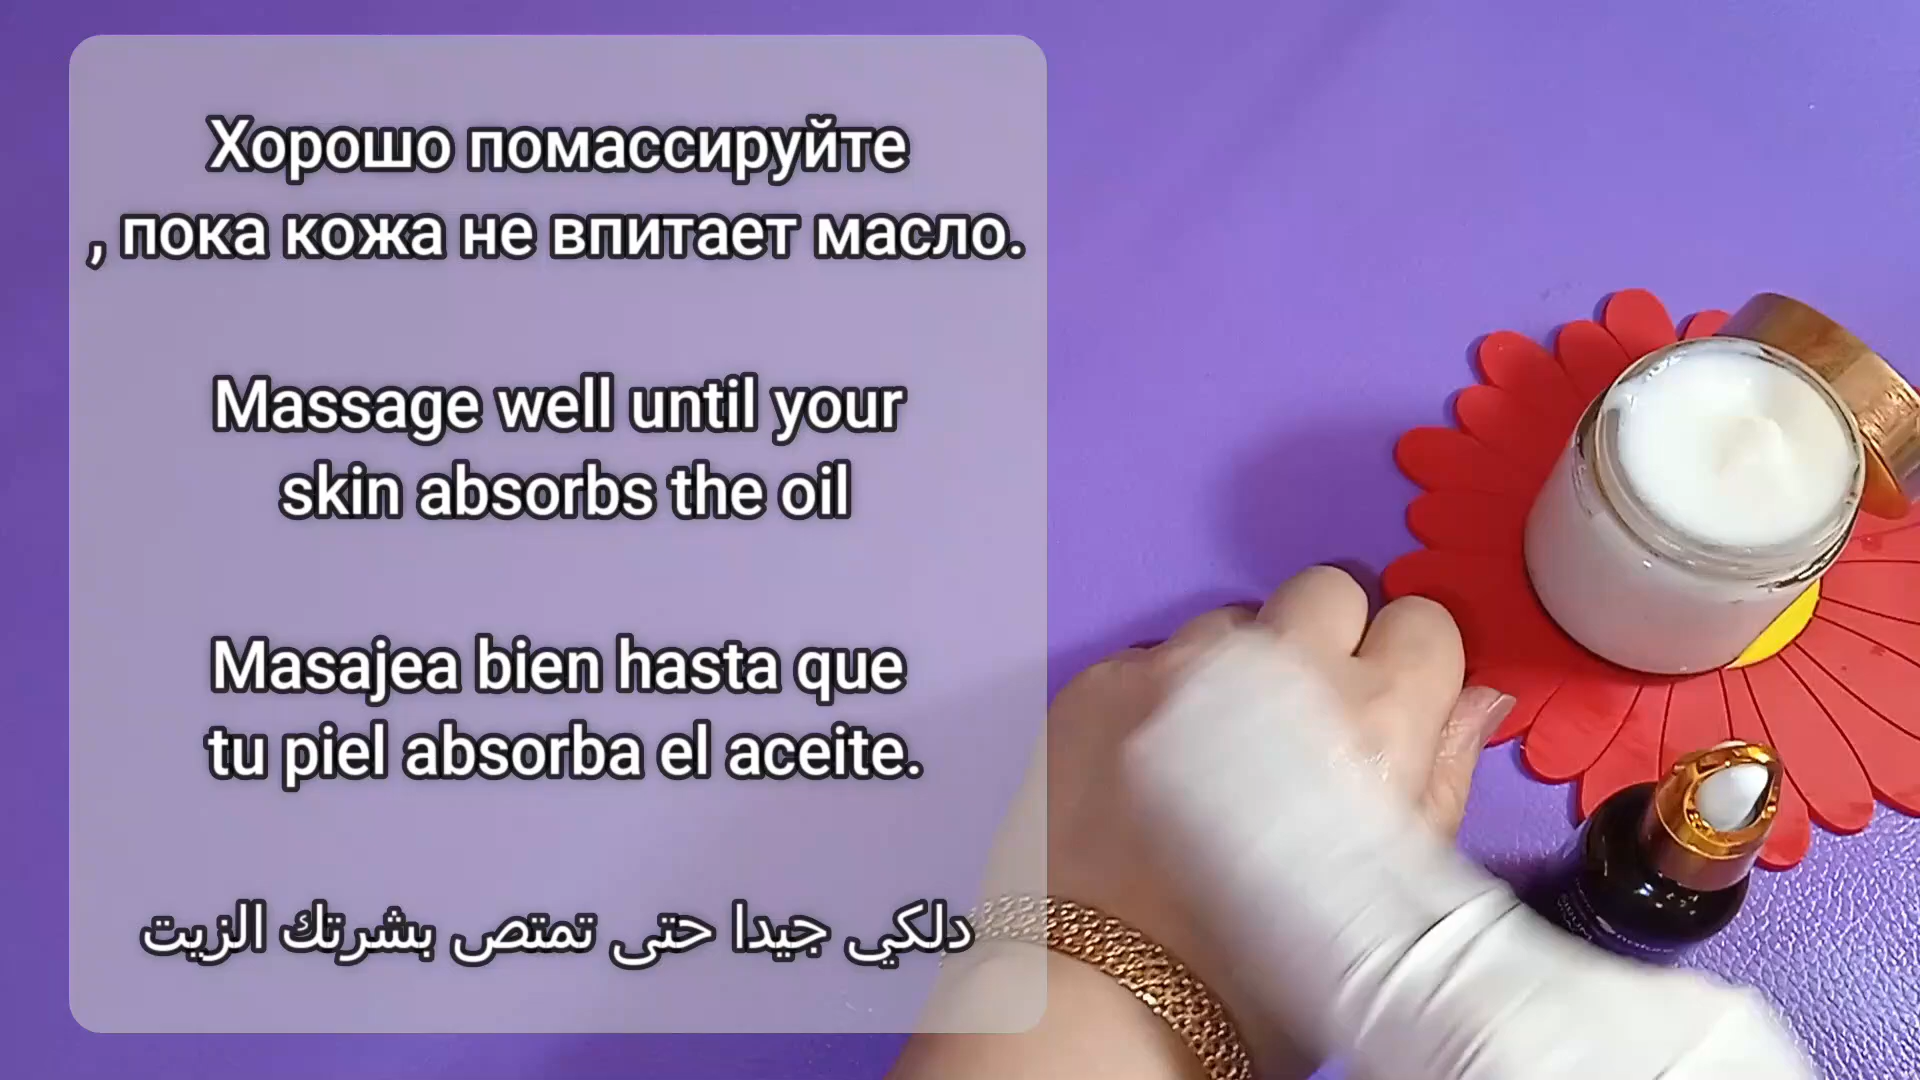 Хорошо помассируйте
, пока кожа не впитает масло.
Massage well until your
skin absorbs the oil
Masajea bien hasta que
tu piel absorba el aceite.
دلكي جيدا حتى تمتص بشرتك الزيت